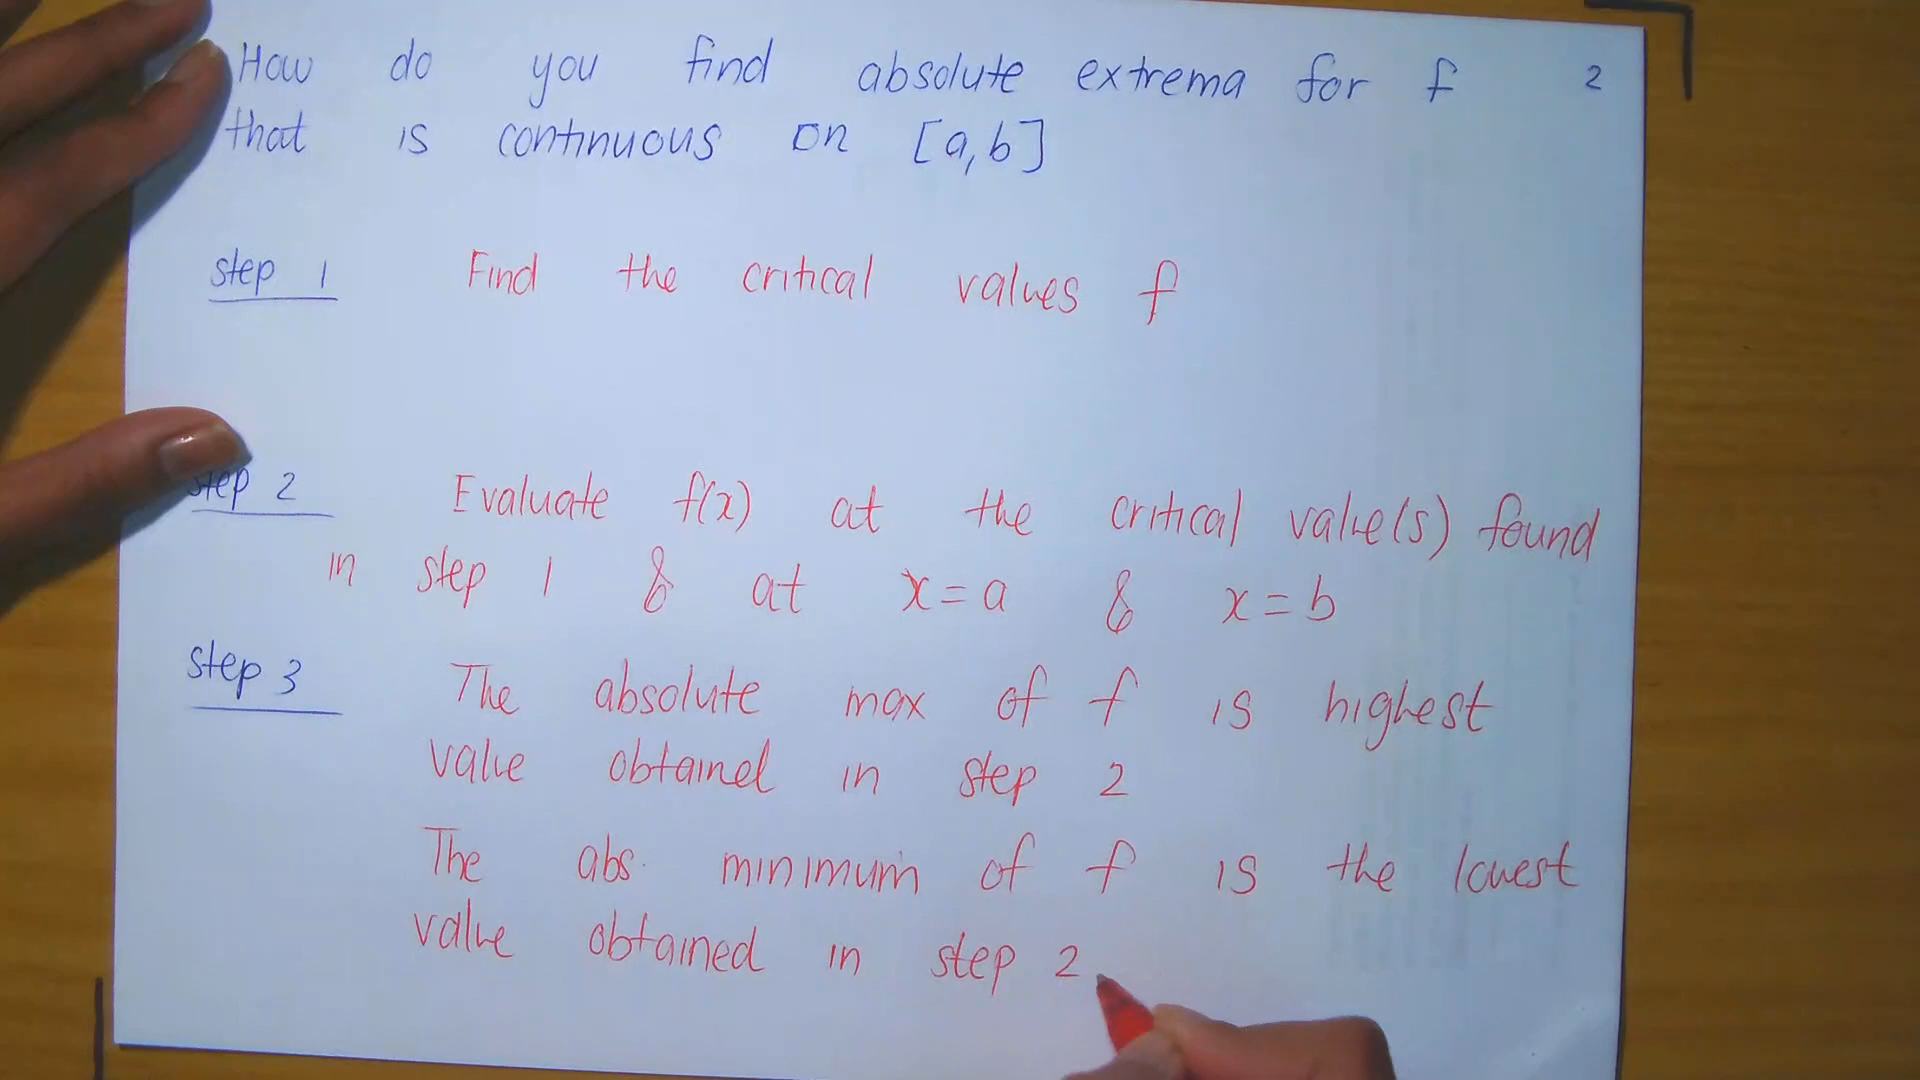 How do you find absolute extrema for f 2
that is continuous on [a,b]
step 1 Find the critical values f
step 2 Evaluate f(x) at the critical value(s) found
in step 1 & at x=a & x=b
step 3 The absolute max of f is highest
value obtained in step 2
The abs. minimum of f is the lowest
value obtained in step 2